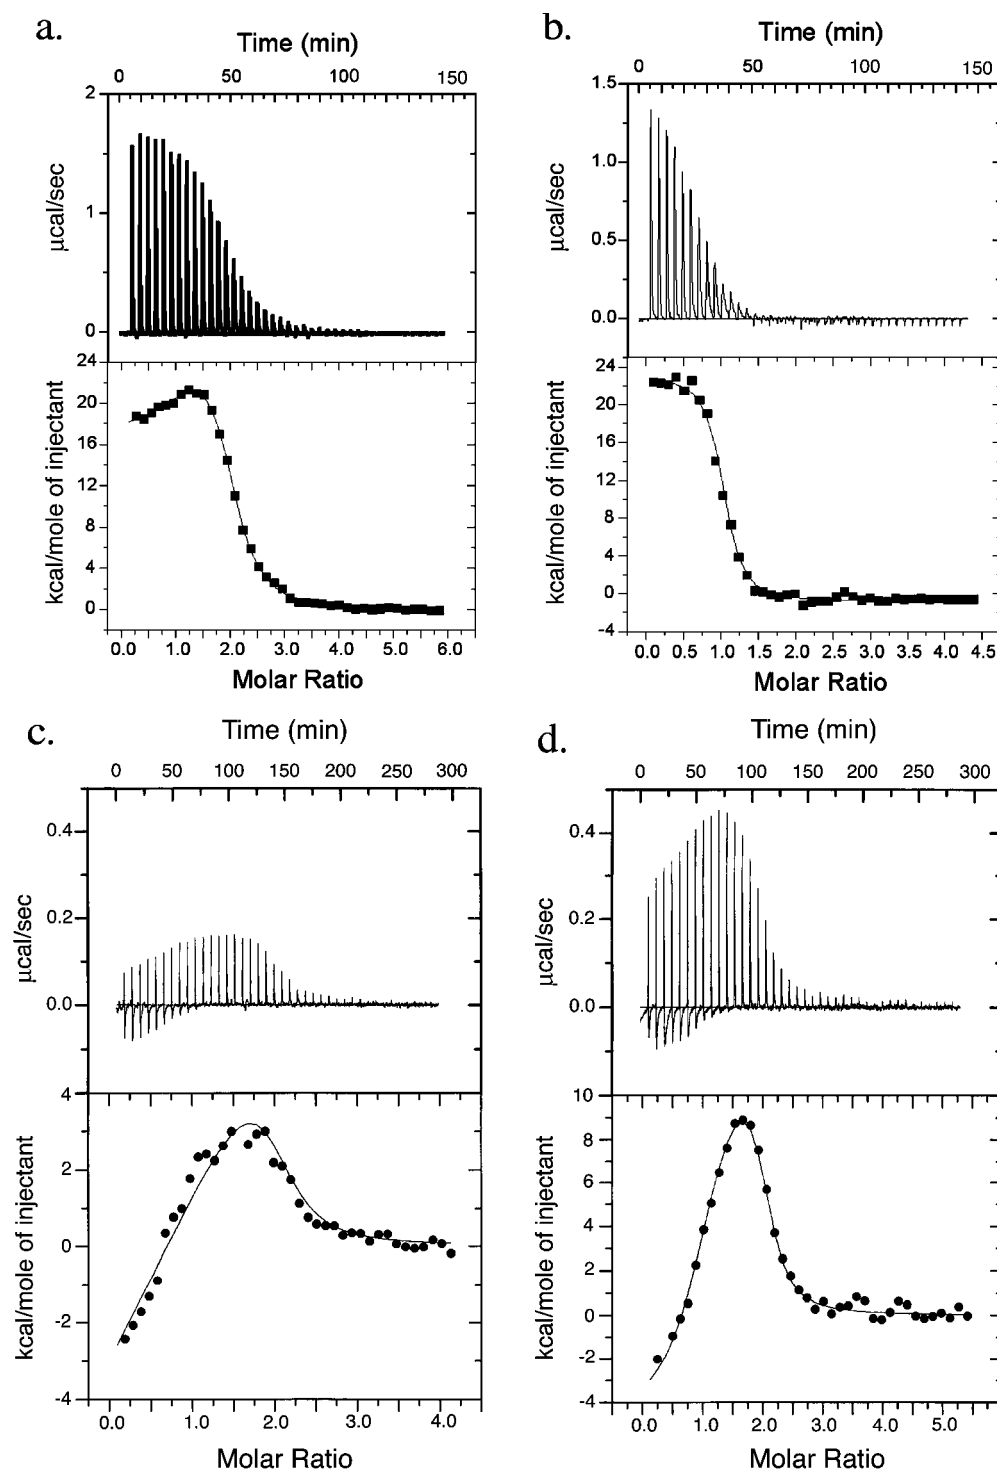 a.
Time (min)
0 50 100 150
2
1
0
µcal/sec
24
20
16
12
8
4
0
kcal/mole of injectant
0.0 1.0 2.0 3.0 4.0 5.0 6.0
Molar Ratio
b.
Time (min)
0 50 100 150
1.5
1.0
0.5
0.0
µcal/sec
24
20
16
12
8
4
0
-4
kcal/mole of injectant
0.0 0.5 1.0 1.5 2.0 2.5 3.0 3.5 4.0 4.5
Molar Ratio
c.
Time (min)
0 50 100 150 200 250 300
0.4
0.2
0.0
µcal/sec
4
2
0
-2
-4
kcal/mole of injectant
0.0 1.0 2.0 3.0 4.0
Molar Ratio
d.
Time (min)
0 50 100 150 200 250 300
0.4
0.2
0.0
µcal/sec
10
8
6
4
2
0
-2
-4
kcal/mole of injectant
0.0 1.0 2.0 3.0 4.0 5.0
Molar Ratio